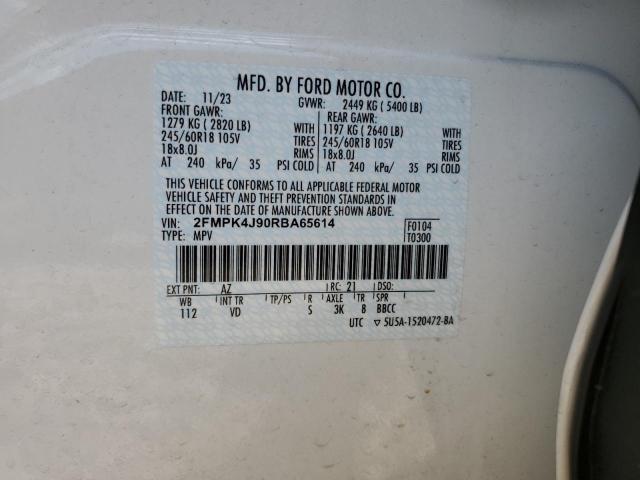 MFD. BY FORD MOTOR CO.
DATE: 11/23 GVWR: 2449 KG ( 5400 LB)
FRONT GAWR: REAR GAWR:
1279 KG ( 2820 LB) WITH 1197 KG ( 2640 LB) WITH
245/60R18 105V TIRES 245/60R18 105V TIRES
18x8.0J RIMS 18x8.0J RIMS
AT 240 kPa/ 35 PSI COLD AT 240 kPa/ 35 PSI COLD
THIS VEHICLE CONFORMS TO ALL APPLICABLE FEDERAL MOTOR
VEHICLE SAFETY AND THEFT PREVENTION STANDARDS IN
EFFECT ON THE DATE OF MANUFACTURE SHOWN ABOVE.
VIN: 2FMPK4J90RBA65614 F0104
TYPE: MPV T0300
EXT PNT: AZ RC: 21 DSO:
WB INT TR TP/PS R AXLE TR SPR
112 VD S 3K 8 BBCC
UTC ▽ 5U5A-1520472-BA